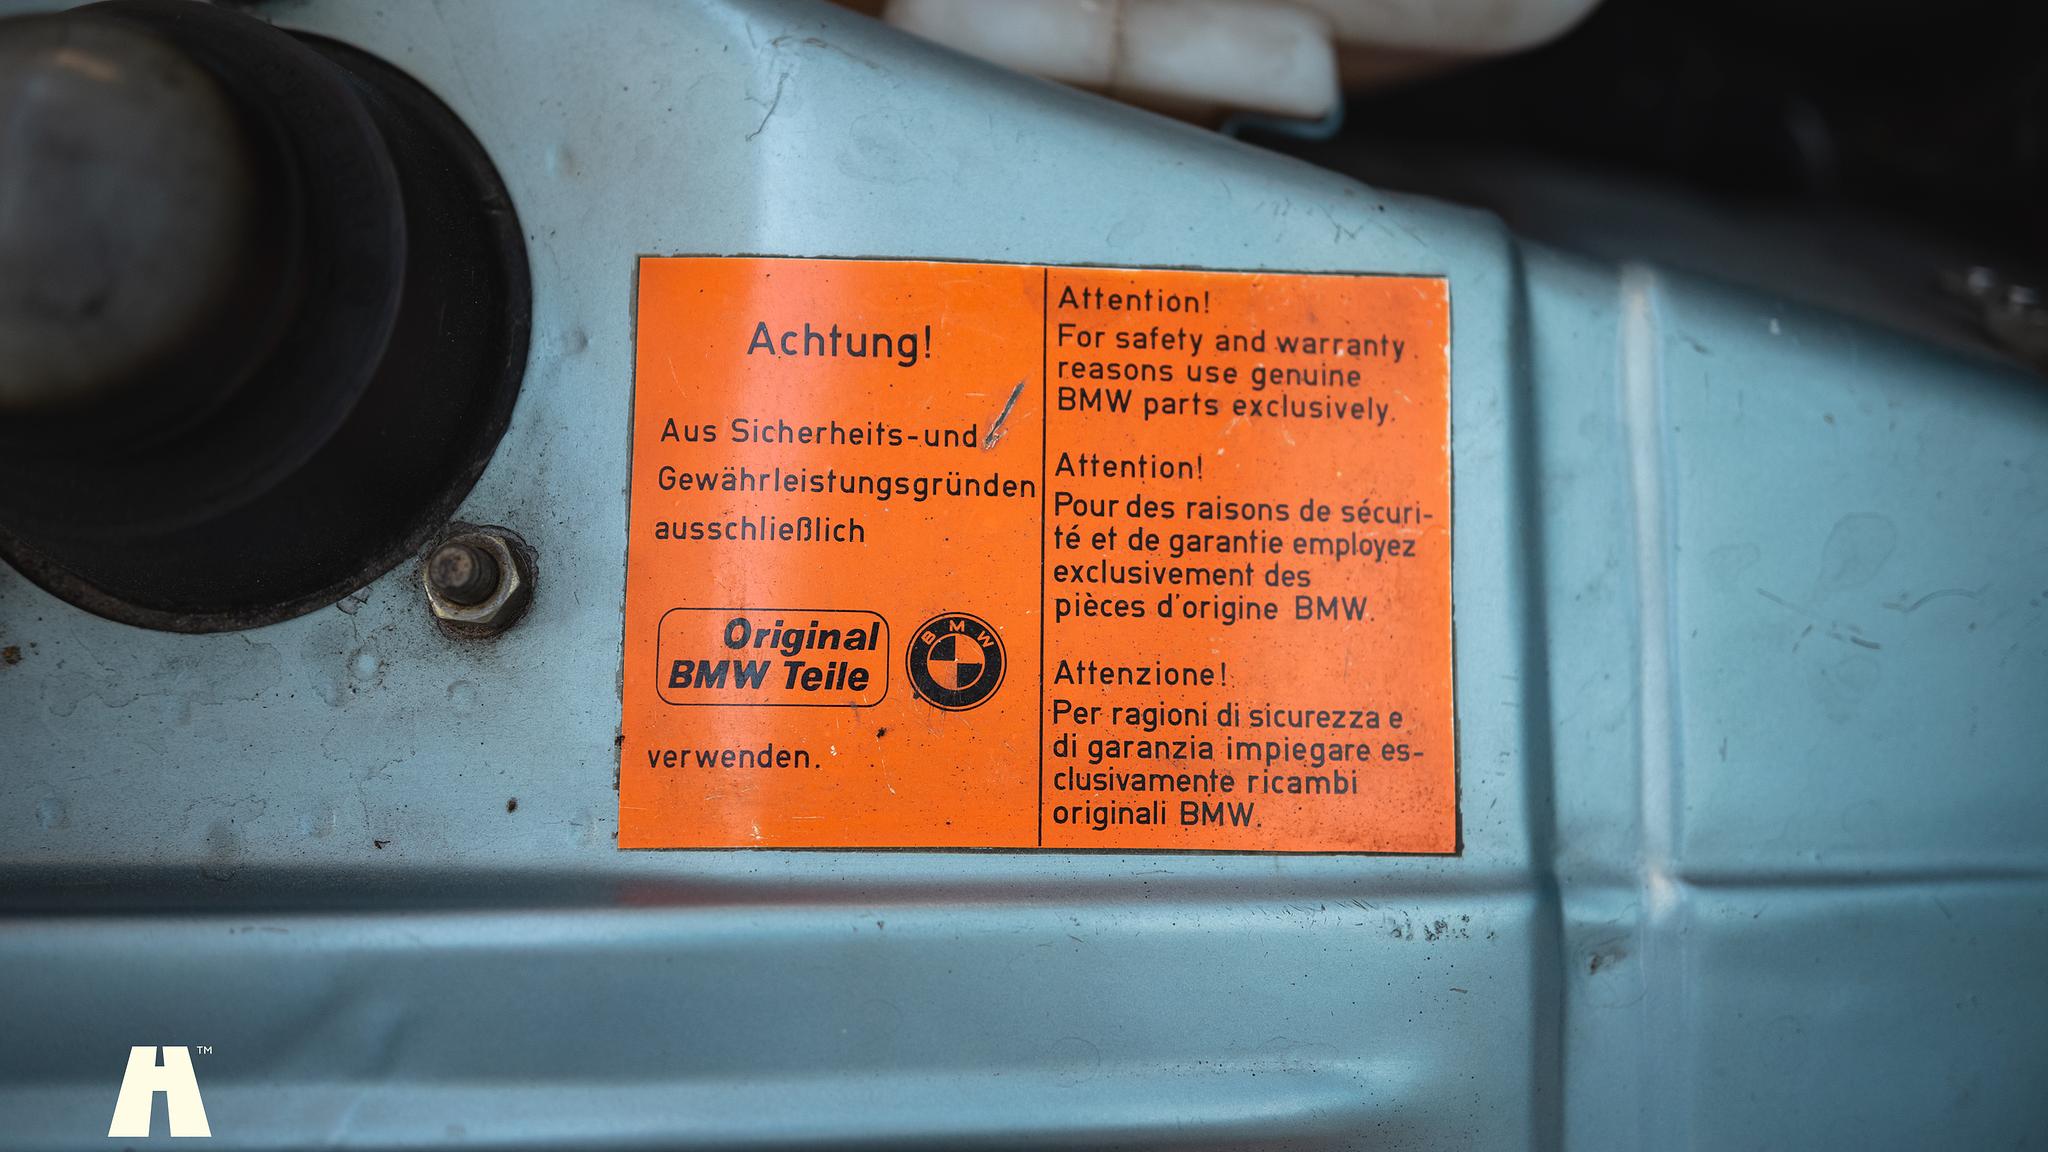 Achtung!
Aus Sicherheits-und
Gewährleistungsgründen
ausschließlich
Original
BMW Teile
BMW
verwenden.
Attention!
For safety and warranty
reasons use genuine
BMW parts exclusively.
Attention!
Pour des raisons de sécuri-
té et de garantie employez
exclusivement des
pièces d'origine BMW.
Attenzione!
Per ragioni di sicurezza e
di garanzia impiegare es-
clusivamente ricambi
originali BMW.
H™